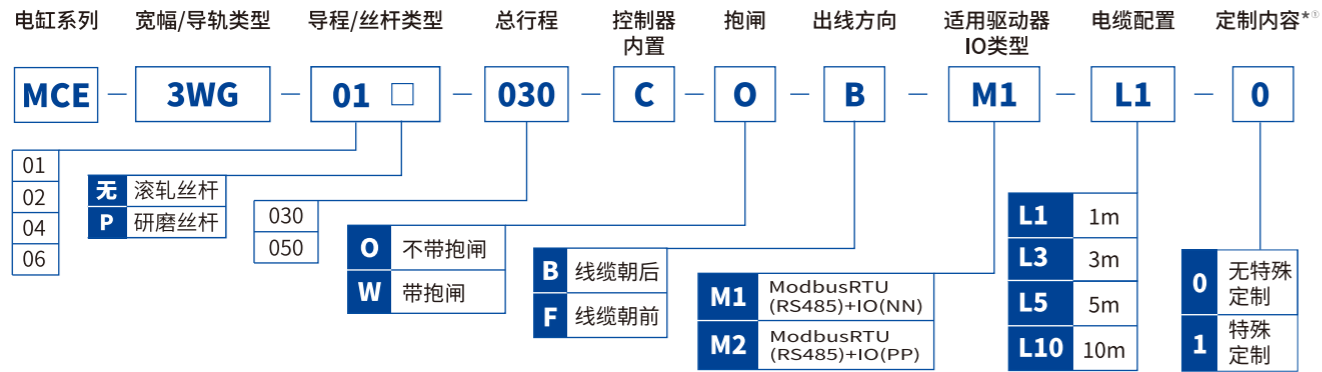 电缸系列 宽幅/导轨类型 导程/丝杆类型 总行程 控制器 抱闸 出线方向 适用驱动器 电缆配置 定制内容*①
内置 IO类型
MCE — 3WG — 01 □ — 030 — C — O — B — M1 — L1 — 0
01
02
04
06
无 滚轧丝杆
P 研磨丝杆
030
050
O 不带抱闸
W 带抱闸
B 线缆朝后
F 线缆朝前
M1 ModbusRTU
(RS485)+IO(NN)
M2 ModbusRTU
(RS485)+IO(PP)
L1 1m
L3 3m
L5 5m
L10 10m
0 无特殊
定制
1 特殊
定制